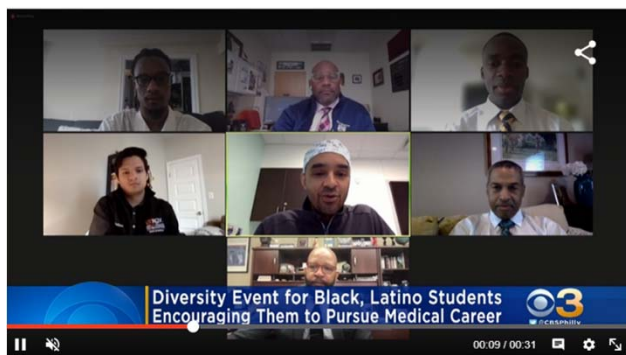 Diversity Event for Black, Latino Students
Encouraging Them to Pursue Medical Career
3
@CBSPhilly
00:09 / 00:31